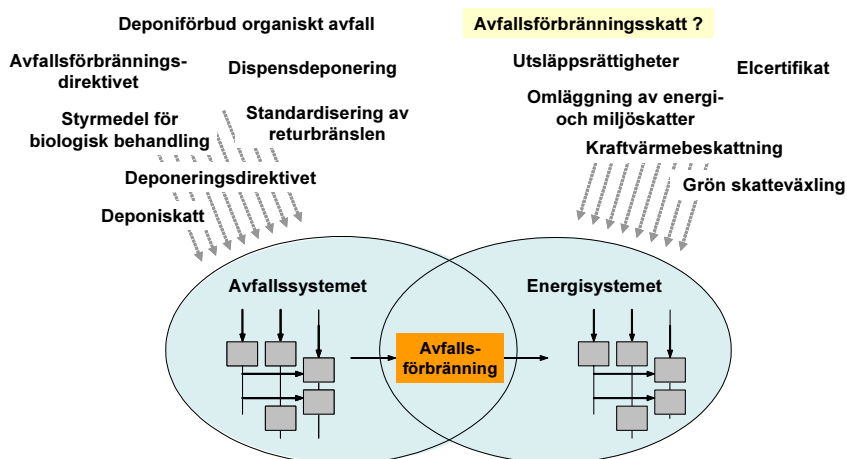 Deponiförbud organiskt avfall
Avfallsförbrännings-
direktivet
Dispensdeponering
Styrmedel för
biologisk behandling
Standardisering av
returbränslen
Deponeringsdirektivet
Deponiskatt
Avfallsförbränningsskatt ?
Utsläppsrättigheter
Elcertifikat
Omläggning av energi-
och miljöskatter
Kraftvärmebeskattning
Grön skatteväxling
Avfallssystemet
Avfalls-
förbränning
Energisystemet